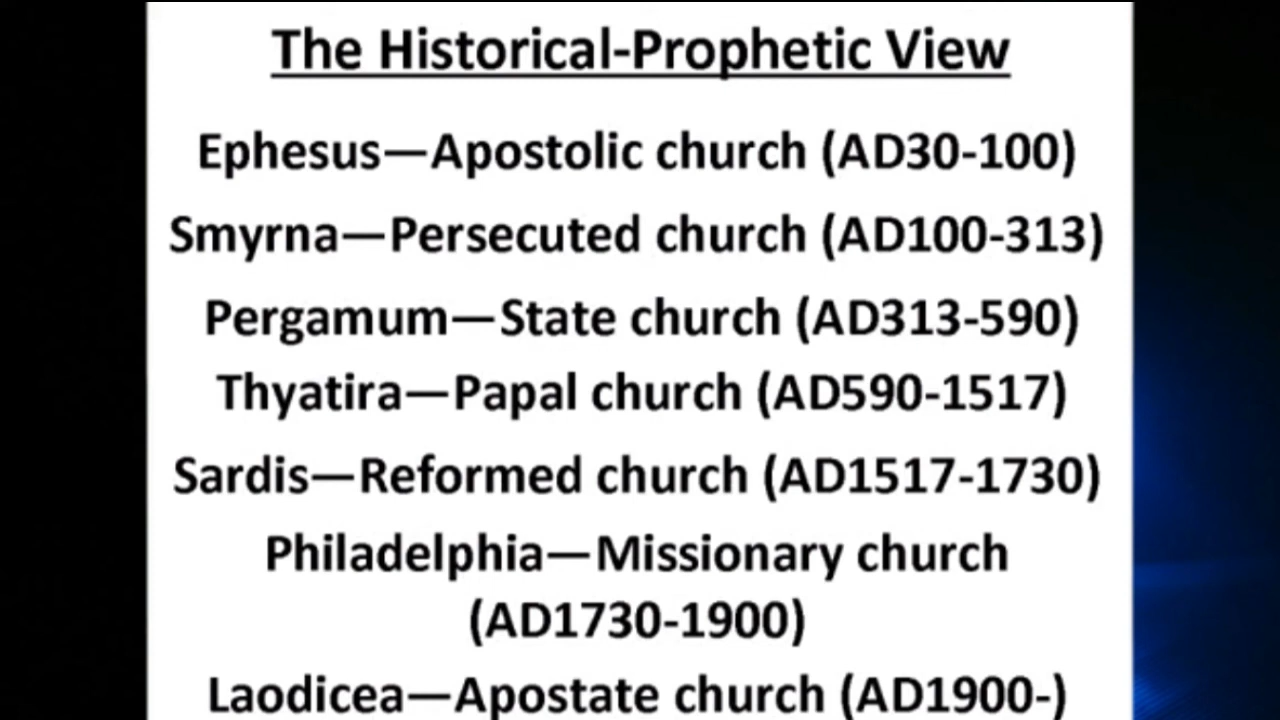 The Historical-Prophetic View
Ephesus—Apostolic church (AD30-100)
Smyrna—Persecuted church (AD100-313)
Pergamum—State church (AD313-590)
Thyatira—Papal church (AD590-1517)
Sardis—Reformed church (AD1517-1730)
Philadelphia—Missionary church
(AD1730-1900)
Laodicea—Apostate church (AD1900-)